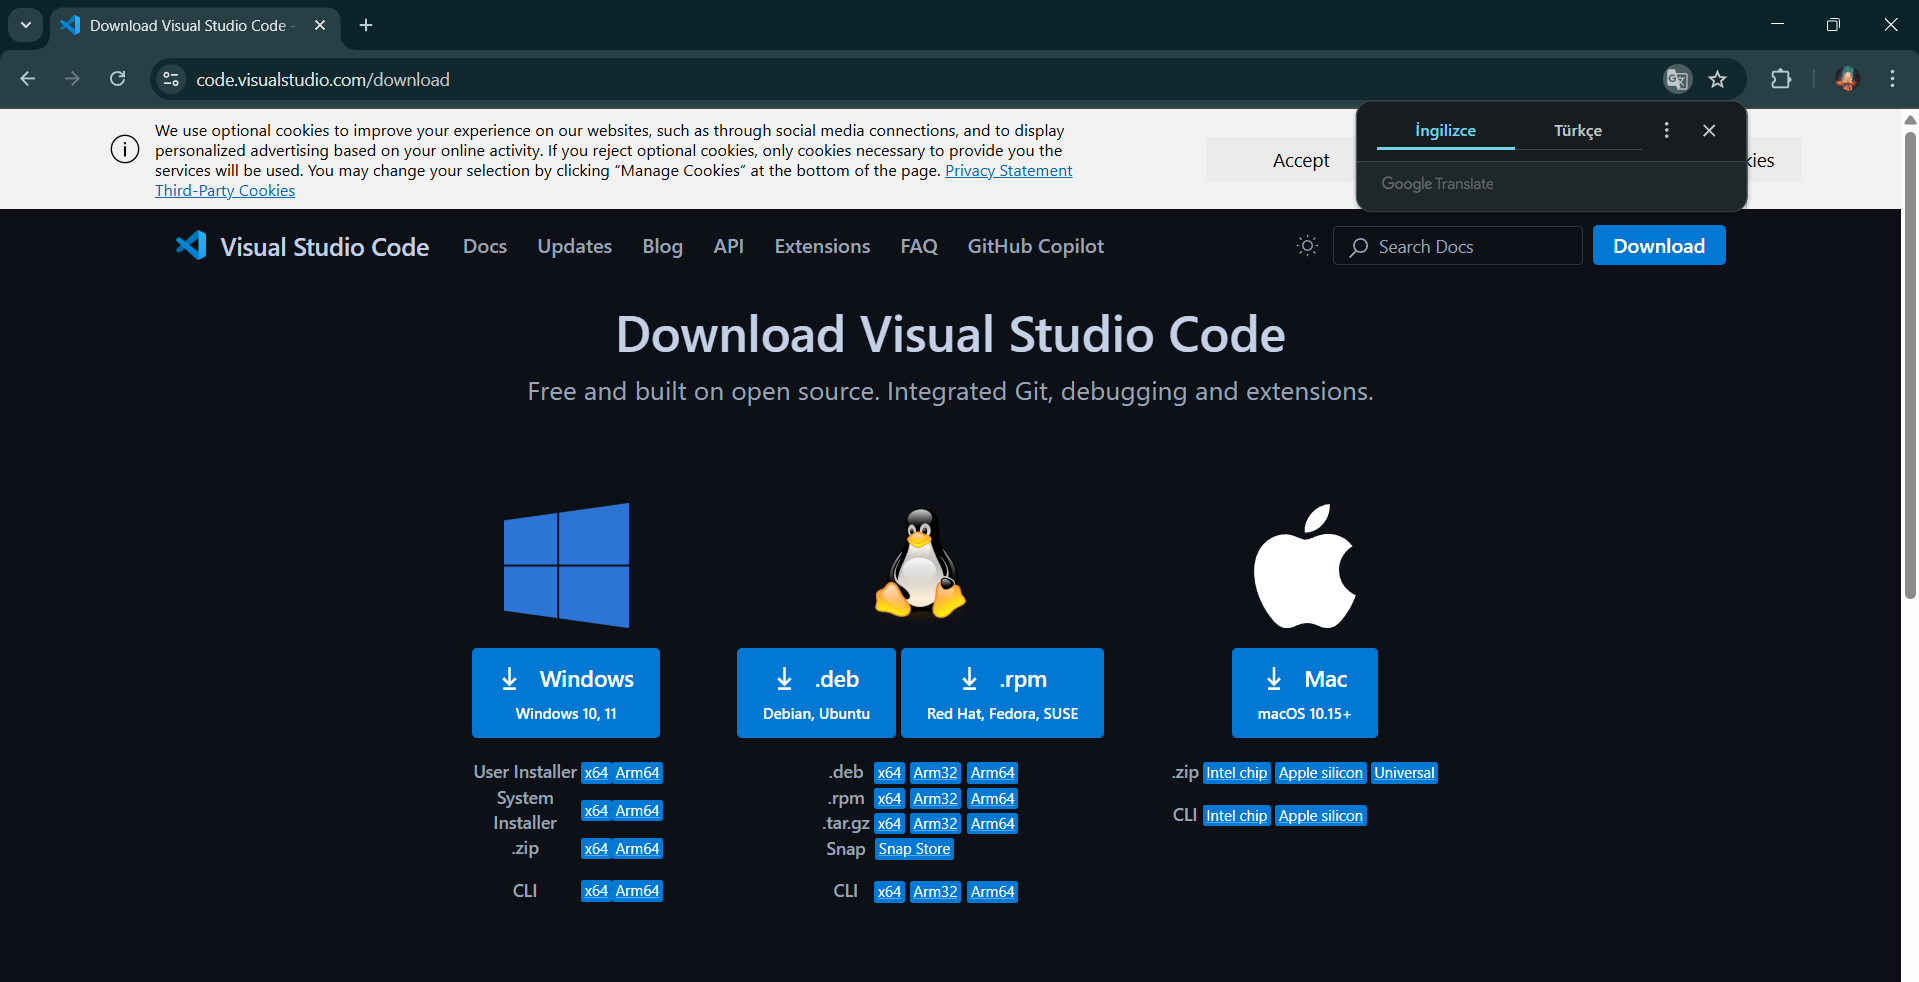 Download Visual Studio Code -
code.visualstudio.com/download
We use optional cookies to improve your experience on our websites, such as through social media connections, and to display
personalized advertising based on your online activity. If you reject optional cookies, only cookies necessary to provide you the
services will be used. You may change your selection by clicking “Manage Cookies” at the bottom of the page. Privacy Statement
Third-Party Cookies
Accept
İngilizce Türkçe
Google Translate
Visual Studio Code Docs Updates Blog API Extensions FAQ GitHub Copilot Search Docs Download
Download Visual Studio Code
Free and built on open source. Integrated Git, debugging and extensions.
Windows
Windows 10, 11
User Installer x64 Arm64
System
Installer x64 Arm64
.zip x64 Arm64
CLI x64 Arm64
.deb
Debian, Ubuntu
.rpm
Red Hat, Fedora, SUSE
.deb x64 Arm32 Arm64
.rpm x64 Arm32 Arm64
.tar.gz x64 Arm32 Arm64
Snap Snap Store
CLI x64 Arm32 Arm64
Mac
macOS 10.15+
.zip Intel chip Apple silicon Universal
CLI Intel chip Apple silicon